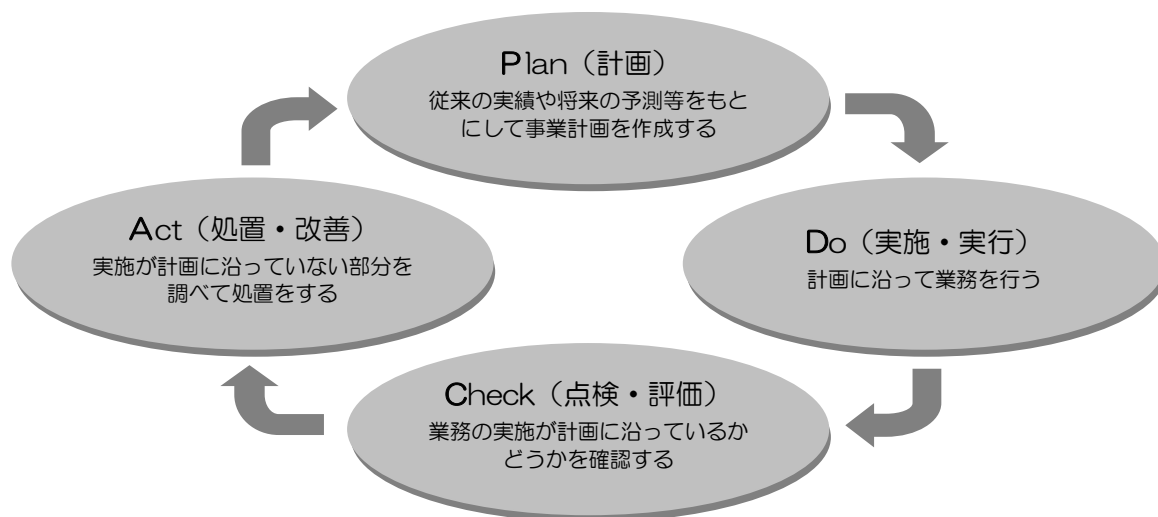 Plan（計画）
従来の実績や将来の予測等をもと
にして事業計画を作成する
Do（実施・実行）
計画に沿って業務を行う
Check（点検・評価）
業務の実施が計画に沿っているか
どうかを確認する
Act（処置・改善）
実施が計画に沿っていない部分を
調べて処置をする